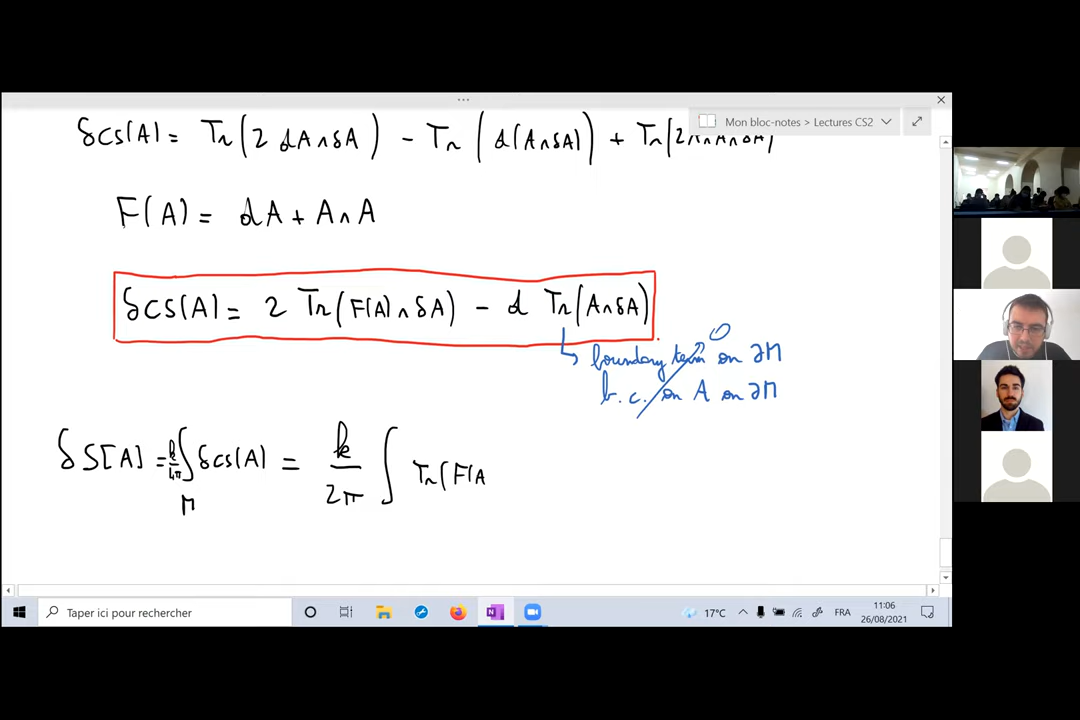 Mon bloc-notes > Lectures CS2
δCS[A] = Tr(2 dA∧δA) - Tr(d(A∧δA)) + Tr(2A∧A∧δA)
F(A) = dA + A∧A
δCS[A] = 2 Tr(F(A)∧δA) - d Tr(A∧δA)
boundary term on ∂M
0
b.c. on A on ∂M
δS[A] = k/4π ∫_M δCS(A) = k/2π ∫ Tr(F(A
Taper ici pour rechercher
17°C
FRA
11:06
26/08/2021